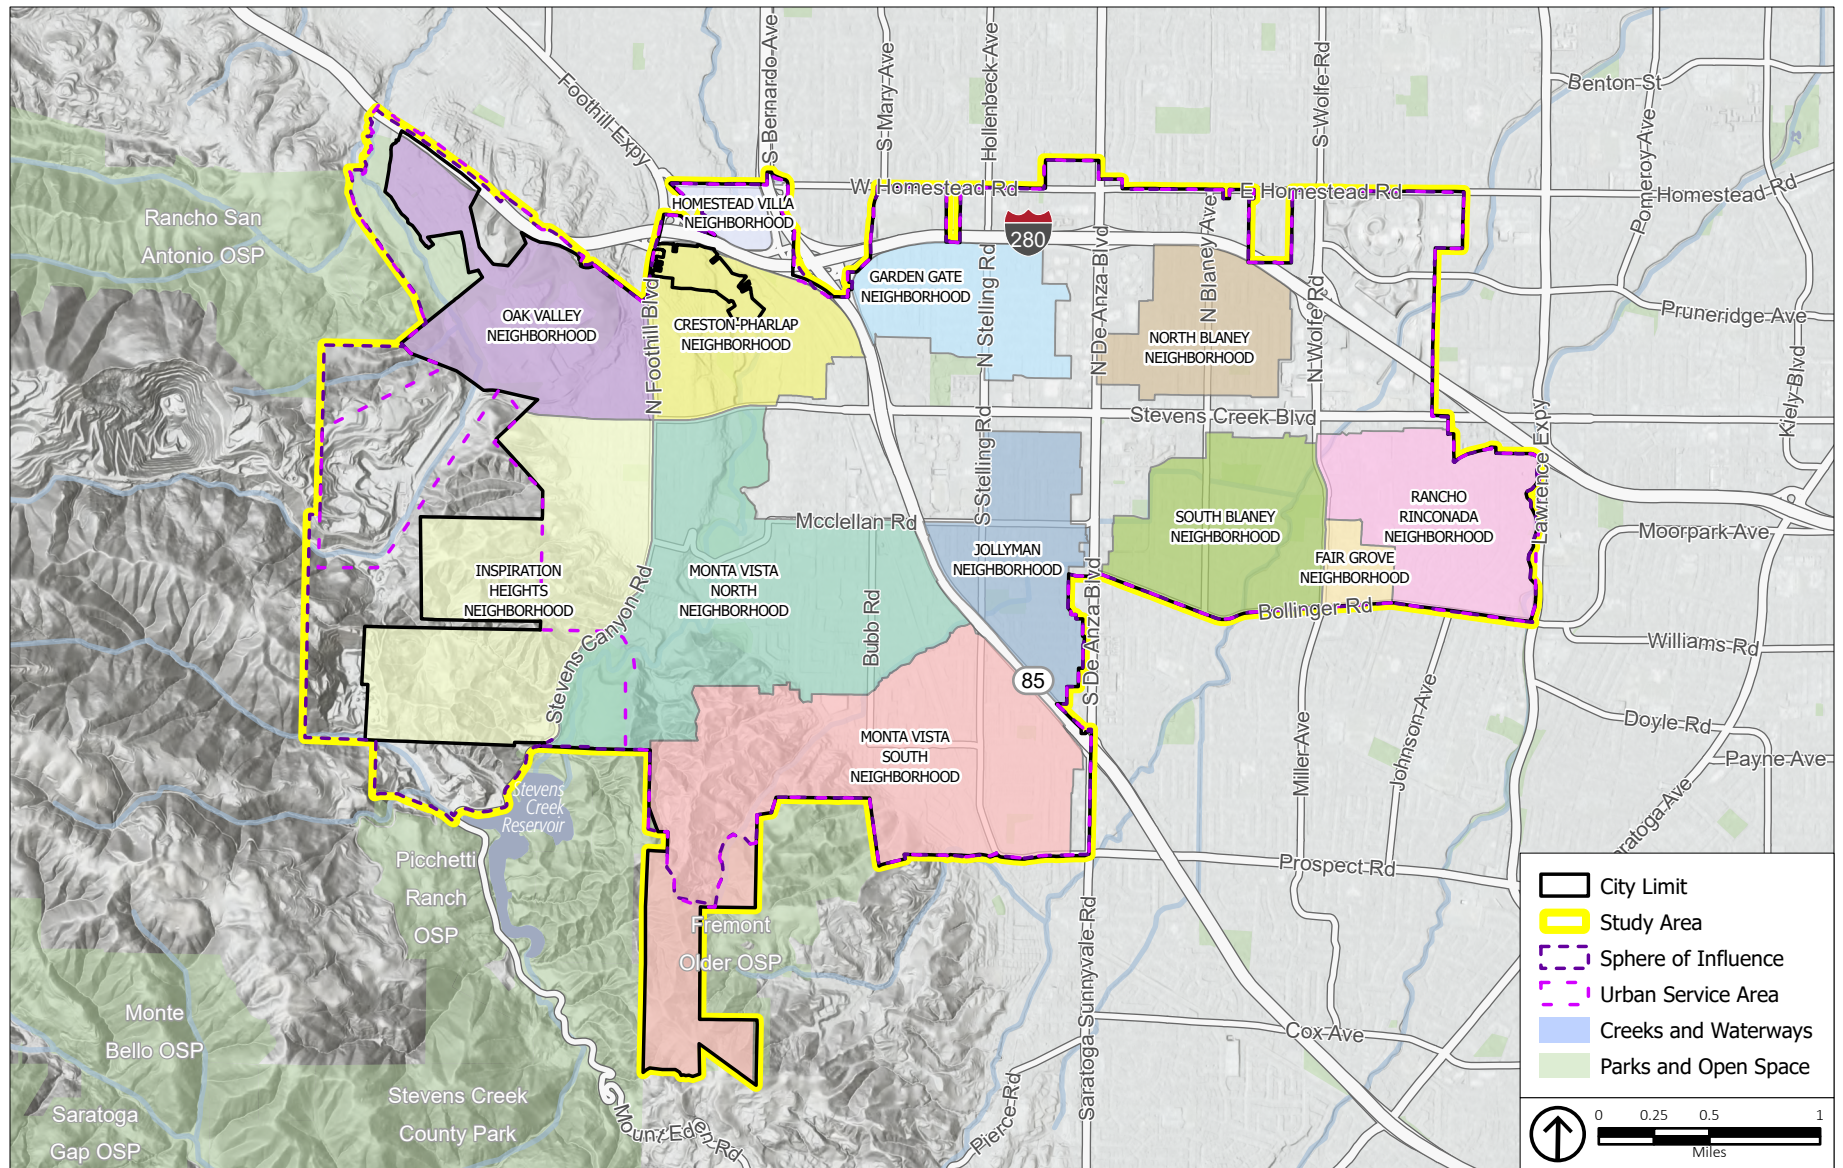 Foothill Expy
S Bernardo Ave
S Mary Ave
Hollenbeck Ave
S Wolfe Rd
Benton St
Pomeroy Ave
Homestead Rd
W Homestead Rd
E Homestead Rd
HOMESTEAD VILLA
NEIGHBORHOOD
Rancho San
Antonio OSP
280
N De Anza Blvd
N Blaney Ave
N Stelling Rd
N Wolfe Rd
GARDEN GATE
NEIGHBORHOOD
Pruneridge Ave
OAK VALLEY
NEIGHBORHOOD
N Foothill Blvd
CRESTON-PHARLAP
NEIGHBORHOOD
NORTH BLANEY
NEIGHBORHOOD
Kiely Blvd
Stevens Creek Blvd
Lawrence Expy
S Stelling Rd
Mcclellan Rd
SOUTH BLANEY
NEIGHBORHOOD
RANCHO
RINCONADA
NEIGHBORHOOD
Moorpark Ave
JOLLYMAN
NEIGHBORHOOD
FAIR GROVE
NEIGHBORHOOD
INSPIRATION
HEIGHTS
NEIGHBORHOOD
MONTA VISTA
NORTH
NEIGHBORHOOD
Bollinger Rd
Bubb Rd
Stevens Canyon Rd
S De Anza Blvd
Williams Rd
85
Miller Ave
Johnson Ave
Doyle Rd
Payne Ave
MONTA VISTA
SOUTH
NEIGHBORHOOD
Stevens
Creek
Reservoir
Picchetti
Ranch
OSP
Prospect Rd
Fremont
Older OSP
Saratoga Sunnyvale Rd
Monte
Bello OSP
Cox Ave
Stevens Creek
County Park
Saratoga
Gap OSP
Pierce Rd
Mount Eden Rd
City Limit
Study Area
Sphere of Influence
Urban Service Area
Creeks and Waterways
Parks and Open Space
0 0.25 0.5 1
Miles